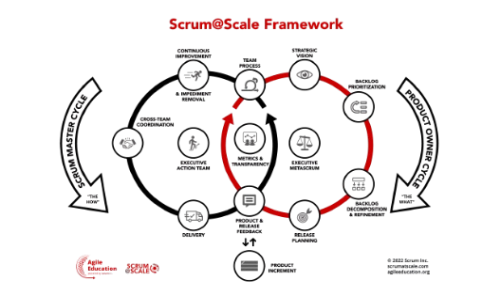 Scrum@Scale Framework
CONTINUOUS
IMPROVEMENT
& IMPEDIMENT
REMOVAL
TEAM
PROCESS
STRATEGIC
VISION
BACKLOG
PRIORITIZATION
CROSS-TEAM
COORDINATION
SCRUM MASTER CYCLE
"THE
HOW"
PRODUCT OWNER CYCLE
"THE
WHAT"
EXECUTIVE
ACTION TEAM
METRICS &
TRANSPARENCY
EXECUTIVE
METASCRUM
BACKLOG
DECOMPOSITION
& REFINEMENT
DELIVERY
PRODUCT &
RELEASE
FEEDBACK
RELEASE
PLANNING
PRODUCT
INCREMENT
Agile
Education
SCRUM
@SCALE
© 2022 Scrum Inc.
scrumatscale.com
agileeducation.org